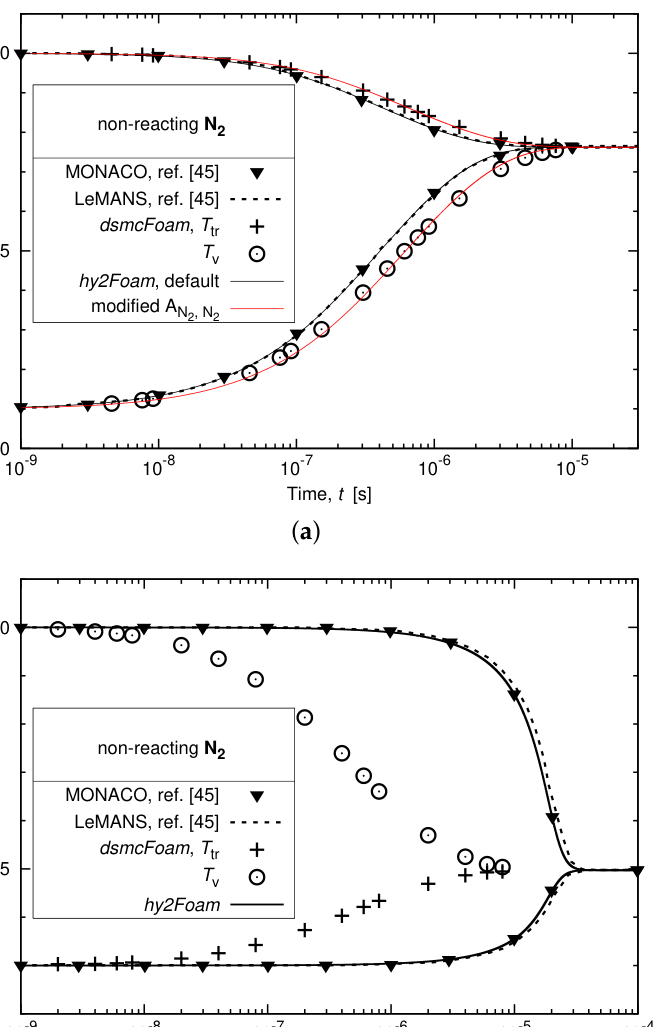 0
non-reacting N₂
MONACO, ref. [45]
LeMANS, ref. [45]
dsmcFoam, Tₜᵣ
Tᵥ
hy2Foam, default
modified A_N₂, N₂
5
0
10⁻⁹ 10⁻⁸ 10⁻⁷ 10⁻⁶ 10⁻⁵
Time, t [s]
(a)
0
non-reacting N₂
MONACO, ref. [45]
LeMANS, ref. [45]
dsmcFoam, Tₜᵣ
Tᵥ
hy2Foam
5